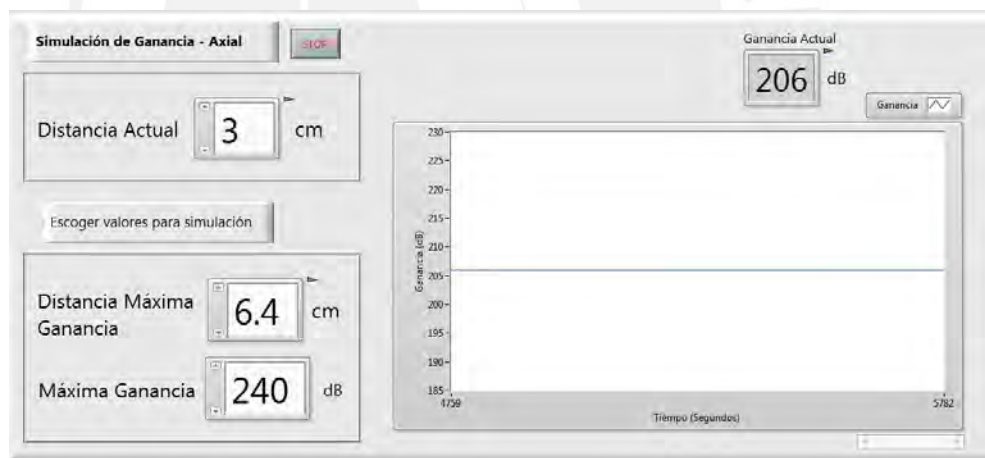 Simulación de Ganancia - Axial
STOP
Distancia Actual 3 cm
Escoger valores para simulación
Distancia Máxima
Ganancia
6.4 cm
Máxima Ganancia 240 dB
Ganancia Actual
206 dB
Ganancia
230
225
220
215
210
205
200
195
190
185
Ganancia (dB)
4759
5782
Tiempo (Segundos)